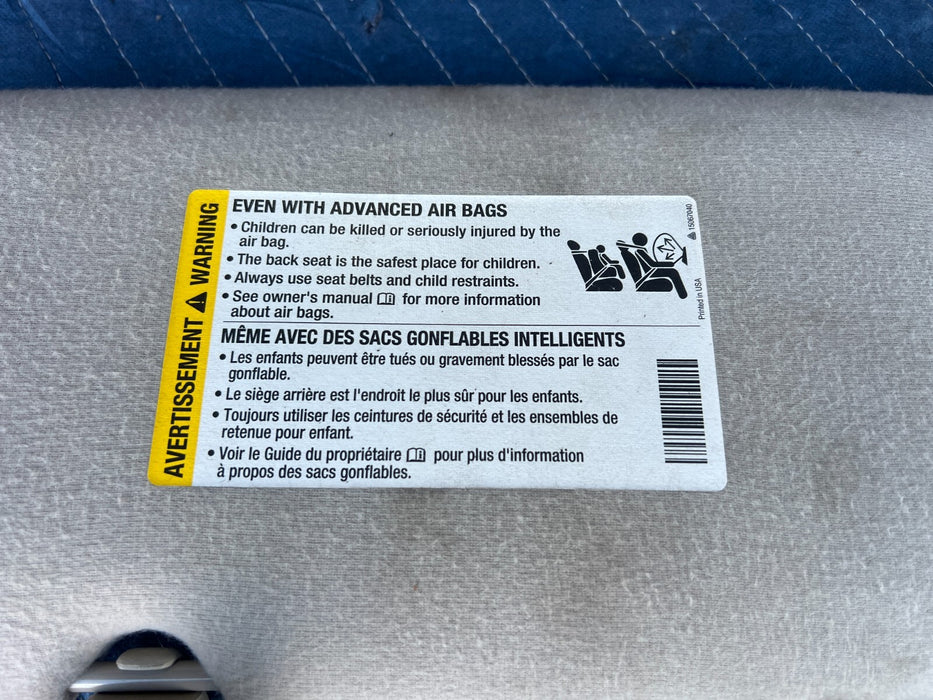 AVERTISSEMENT WARNING
EVEN WITH ADVANCED AIR BAGS
• Children can be killed or seriously injured by the
air bag.
• The back seat is the safest place for children.
• Always use seat belts and child restraints.
• See owner's manual for more information
about air bags.
15067040
Printed in USA
MÊME AVEC DES SACS GONFLABLES INTELLIGENTS
• Les enfants peuvent être tués ou gravement blessés par le sac
gonflable.
• Le siège arrière est l'endroit le plus sûr pour les enfants.
• Toujours utiliser les ceintures de sécurité et les ensembles de
retenue pour enfant.
• Voir le Guide du propriétaire pour plus d'information
à propos des sacs gonflables.